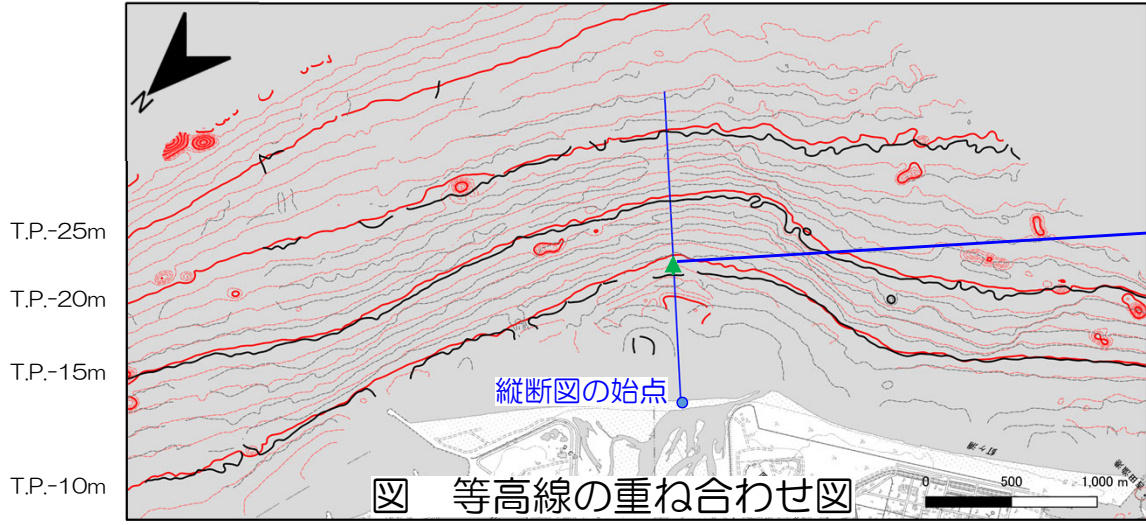 N
T.P.-25m
T.P.-20m
T.P.-15m
縦断図の始点
T.P.-10m
図 等高線の重ね合わせ図
0 500 1,000 m